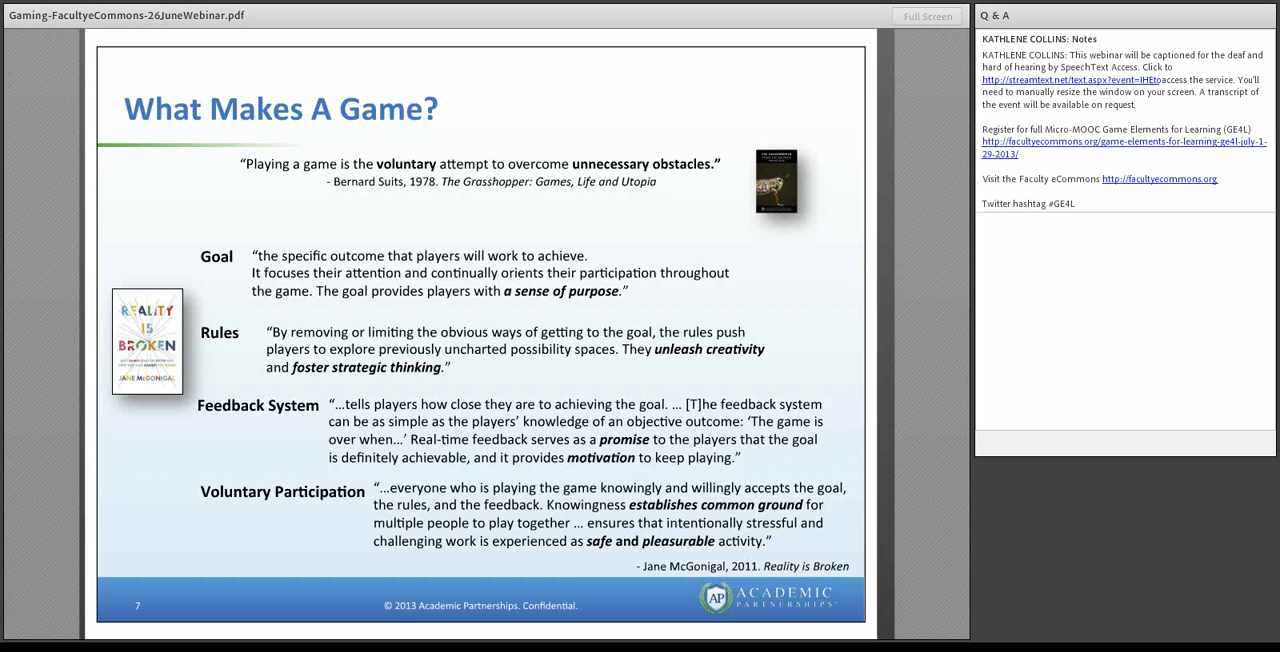 Gaming-FacultyeCommons-26JuneWebinar.pdf
Full Screen
What Makes A Game?
“Playing a game is the voluntary attempt to overcome unnecessary obstacles.”
- Bernard Suits, 1978. The Grasshopper: Games, Life and Utopia
Goal “the specific outcome that players will work to achieve.
It focuses their attention and continually orients their participation throughout
the game. The goal provides players with a sense of purpose.”
REALITY
IS
BROKEN
JANE McGONIGAL
Rules “By removing or limiting the obvious ways of getting to the goal, the rules push
players to explore previously uncharted possibility spaces. They unleash creativity
and foster strategic thinking.”
Feedback System “…tells players how close they are to achieving the goal. … [T]he feedback system
can be as simple as the players’ knowledge of an objective outcome: ‘The game is
over when…’ Real-time feedback serves as a promise to the players that the goal
is definitely achievable, and it provides motivation to keep playing.”
Voluntary Participation “…everyone who is playing the game knowingly and willingly accepts the goal,
the rules, and the feedback. Knowingness establishes common ground for
multiple people to play together … ensures that intentionally stressful and
challenging work is experienced as safe and pleasurable activity.”
- Jane McGonigal, 2011. Reality is Broken
7
© 2013 Academic Partnerships. Confidential.
AP ACADEMIC
PARTNERSHIPS
Q & A
KATHLENE COLLINS: Notes
KATHLENE COLLINS: This webinar will be captioned for the deaf and
hard of hearing by SpeechText Access. Click to
http://streamtext.net/text.aspx?event=IHEtoaccess the service. You'll
need to manually resize the window on your screen. A transcript of
the event will be available on request.
Register for full Micro-MOOC Game Elements for Learning (GE4L)
http://facultyecommons.org/game-elements-for-learning-ge4l-july-1-
29-2013/
Visit the Faculty eCommons http://facultyecommons.org
Twitter hashtag #GE4L